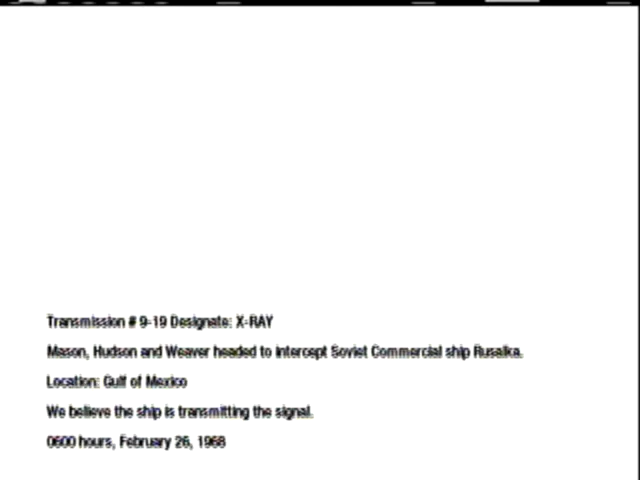 Transmission # 9-19 Designate: X-RAY
Mason, Hudson and Weaver headed to intercept Soviet Commercial ship Rusalka.
Location: Gulf of Mexico
We believe the ship is transmitting the signal.
0600 hours, February 26, 1968